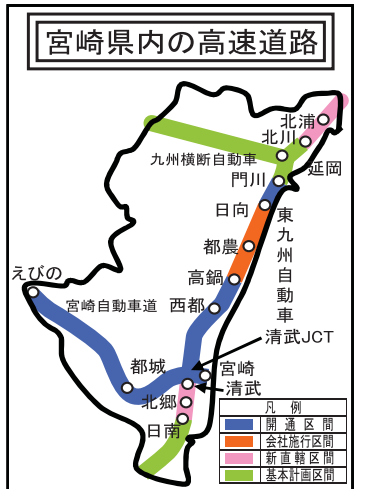 宮崎県内の高速道路
北浦
北川
九州横断自動車
延岡
門川
日向
東九州自動車
都農
高鍋
えびの
宮崎自動車道
西都
清武JCT
都城
宮崎
清武
北郷
日南
凡 例
開通区間
会社施行区間
新直轄区間
基本計画区間